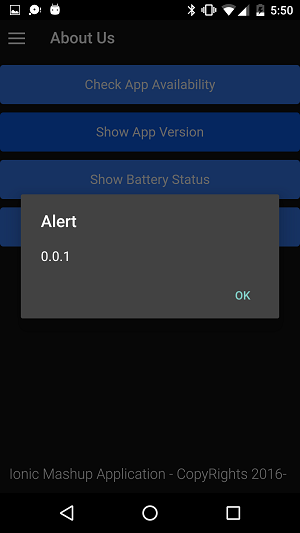 5:50
About Us
Check App Availability
Show App Version
Show Battery Status
Alert
0.0.1
OK
Ionic Mashup Application - CopyRights 2016-